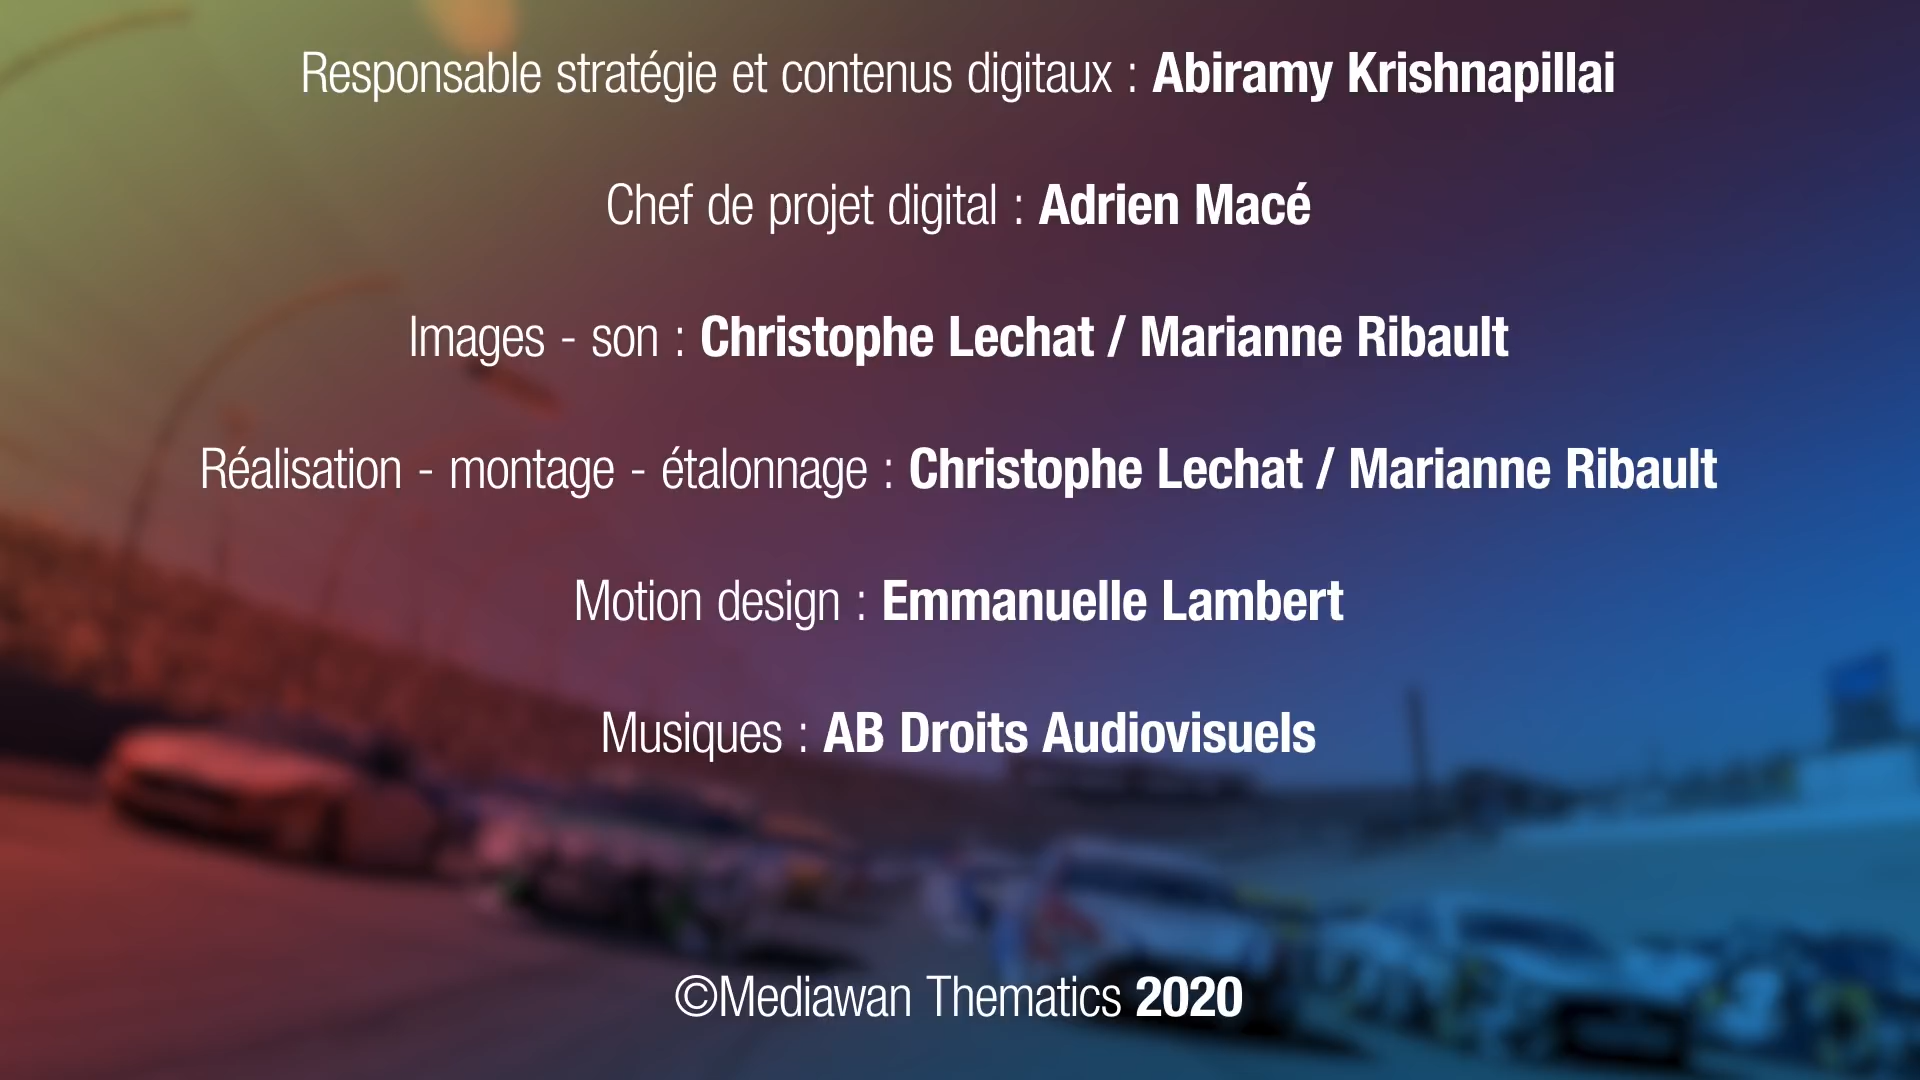 Responsable stratégie et contenus digitaux : Abiramy Krishnapillai
Chef de projet digital : Adrien Macé
Images - son : Christophe Lechat / Marianne Ribault
Réalisation - montage - étalonnage : Christophe Lechat / Marianne Ribault
Motion design : Emmanuelle Lambert
Musiques : AB Droits Audiovisuels
©Mediawan Thematics 2020